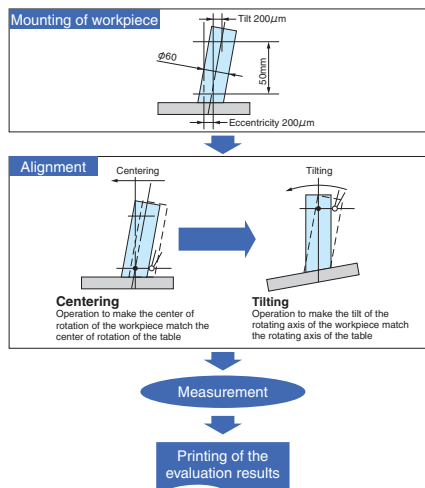 Mounting of workpiece
Tilt 200μm
ϕ60
50mm
Eccentricity 200μm
Alignment
Centering
Tilting
Centering
Operation to make the center of
rotation of the workpiece match the
center of rotation of the table
Tilting
Operation to make the tilt of the
rotating axis of the workpiece match
the rotating axis of the table
Measurement
Printing of the
evaluation results